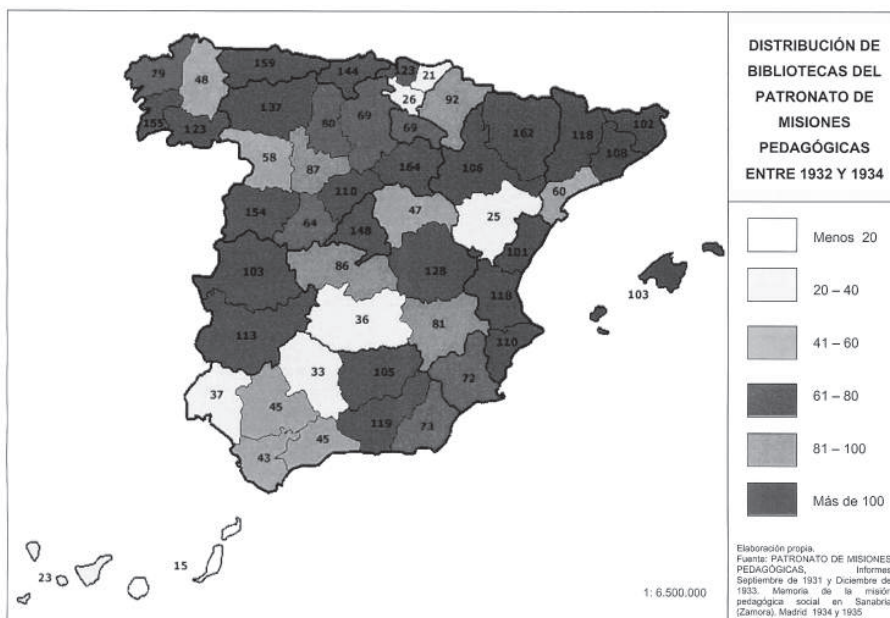 DISTRIBUCIÓN DE
BIBLIOTECAS DEL
PATRONATO DE
MISIONES
PEDAGÓGICAS
ENTRE 1932 Y 1934
Menos 20
20 – 40
41 – 60
61 – 80
81 – 100
Más de 100
Elaboración propia.
Fuente: PATRONATO DE MISIONES
PEDAGÓGICAS, Informes
Septiembre de 1931 y Diciembre de
1933. Memoria de la misión
pedagógica social en Sanabria
(Zamora). Madrid 1934 y 1935
79 48 159 144 123 21
155 123 137 80 69 26 92
69 162 118 102
108
58 87 164 106
110 60
154 64 148 47 25
101
103 86 128 103
118
113 36 81
110
37 33 105 72
45 119 73
43 45
23 15
1: 6.500.000